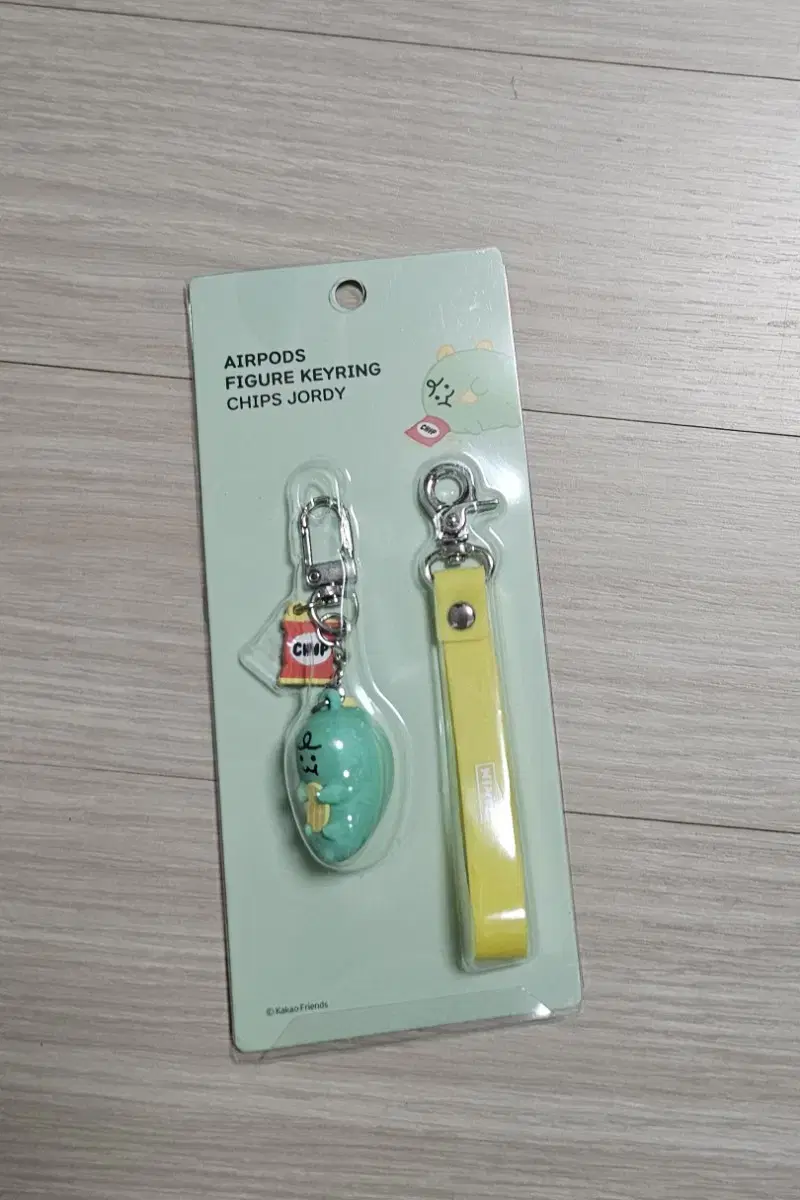 AIRPODS
FIGURE KEYRING
CHIPS JORDY
CHIP
CHIP
© Kakao Friends